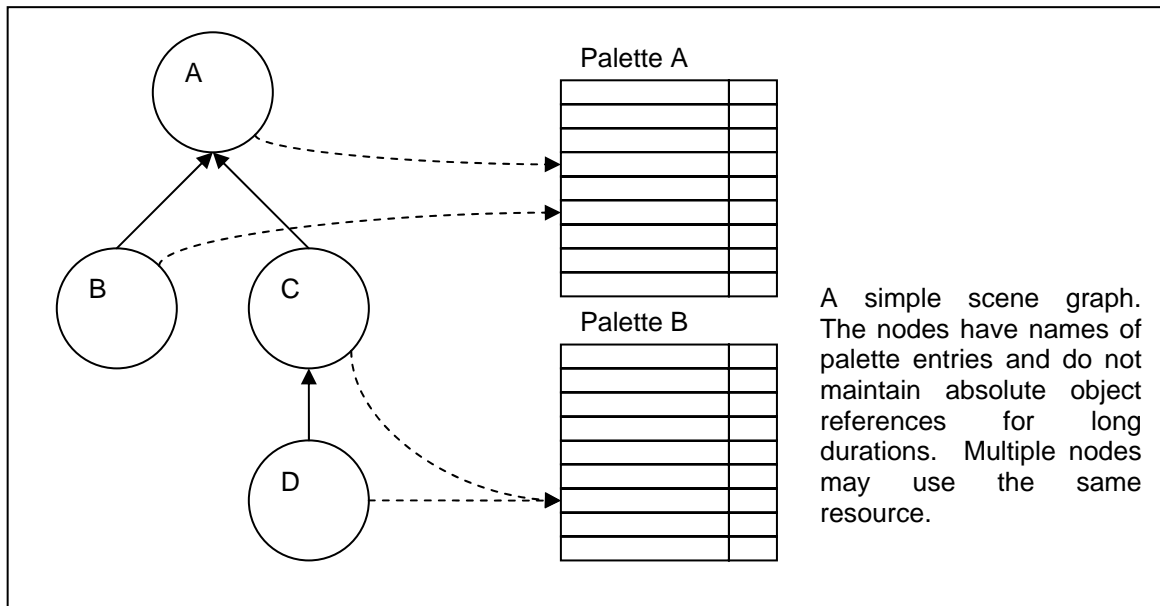 A
Palette A
B
C
Palette B
D
A simple scene graph.
The nodes have names of
palette entries and do not
maintain absolute object
references for long
durations. Multiple nodes
may use the same
resource.